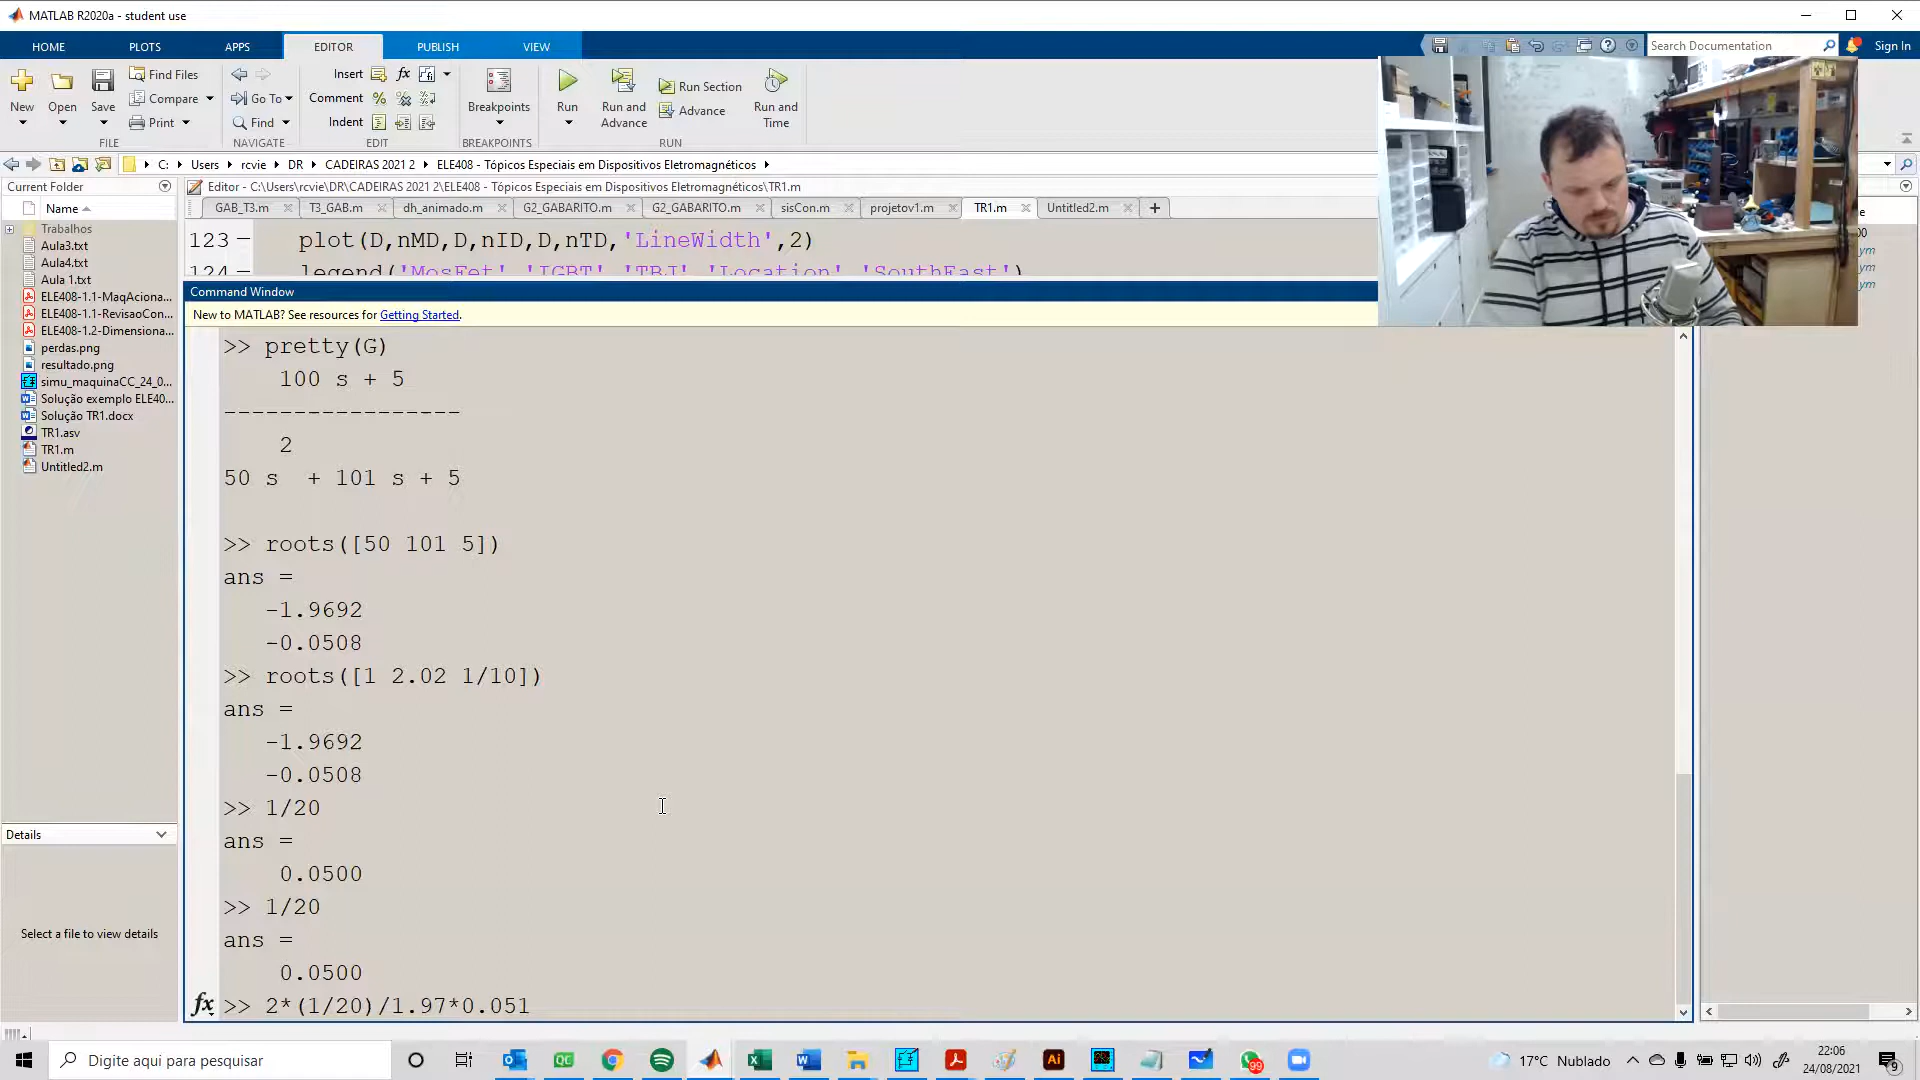 MATLAB R2020a - student use
HOME PLOTS APPS EDITOR PUBLISH VIEW
Search Documentation
Sign In
New
Open
Save
Find Files
Compare
Print
FILE
Go To
Find
NAVIGATE
Insert
Comment
Indent
EDIT
Breakpoints
BREAKPOINTS
Run
Run and Advance
Run Section
Advance
Run and Time
RUN
C: Users rcvie DR CADEIRAS 2021 2 ELE408 - Tópicos Especiais em Dispositivos Eletromagnéticos
Current Folder
Name
Trabalhos
Aula3.txt
Aula4.txt
Aula 1.txt
ELE408-1.1-MaqAciona...
ELE408-1.1-RevisaoCon...
ELE408-1.2-Dimensiona...
perdas.png
resultado.png
simu_maquinaCC_24_0...
Solução exemplo ELE40...
Solução TR1.docx
TR1.asv
TR1.m
Untitled2.m
Details
Select a file to view details
Editor - C:\Users\rcvie\DR\CADEIRAS 2021 2\ELE408 - Tópicos Especiais em Dispositivos Eletromagnéticos\TR1.m
GAB_T3.m T3_GAB.m dh_animado.m G2_GABARITO.m G2_GABARITO.m sisCon.m projetov1.m TR1.m Untitled2.m
123 - plot(D,nMD,D,nID,D,nTD,'LineWidth',2)
124 - legend('MosFet','IGBT','TBJ','Location','SouthEast')
Command Window
New to MATLAB? See resources for Getting Started.
>> pretty(G)
100 s + 5
-----------------
2
50 s + 101 s + 5
>> roots([50 101 5])
ans =
-1.9692
-0.0508
>> roots([1 2.02 1/10])
ans =
-1.9692
-0.0508
>> 1/20
ans =
0.0500
>> 1/20
ans =
0.0500
fx >> 2*(1/20)/1.97*0.051
Digite aqui para pesquisar
17°C Nublado
22:06
24/08/2021